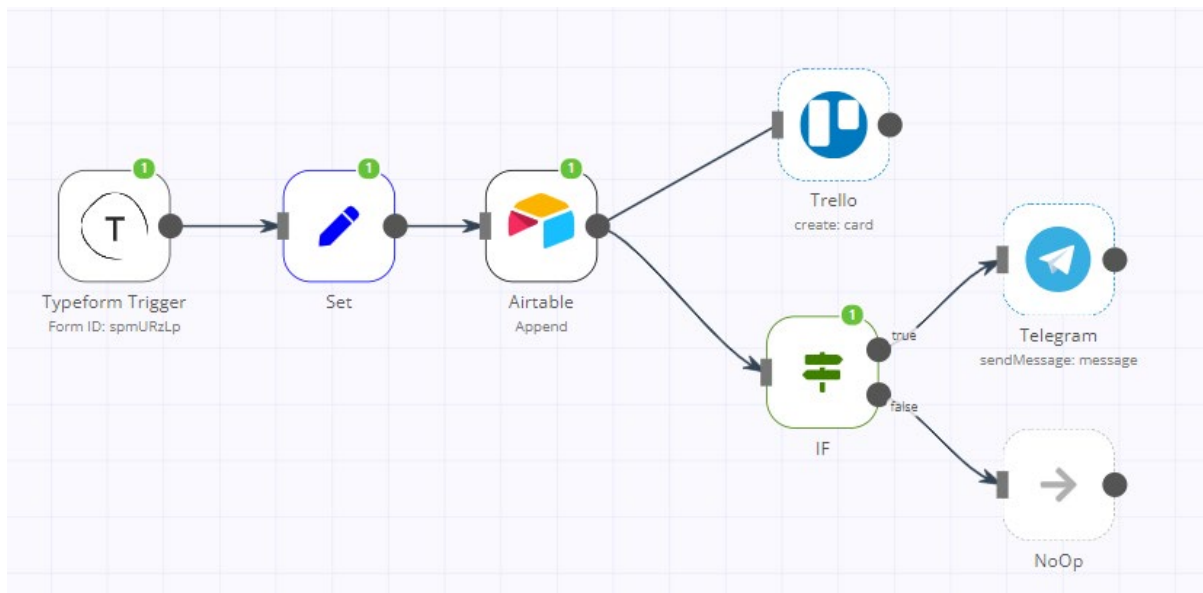 1
T
Typeform Trigger
Form ID: spmURzLp
1
Set
1
Airtable
Append
Trello
create: card
1
true
false
IF
Telegram
sendMessage: message
NoOp